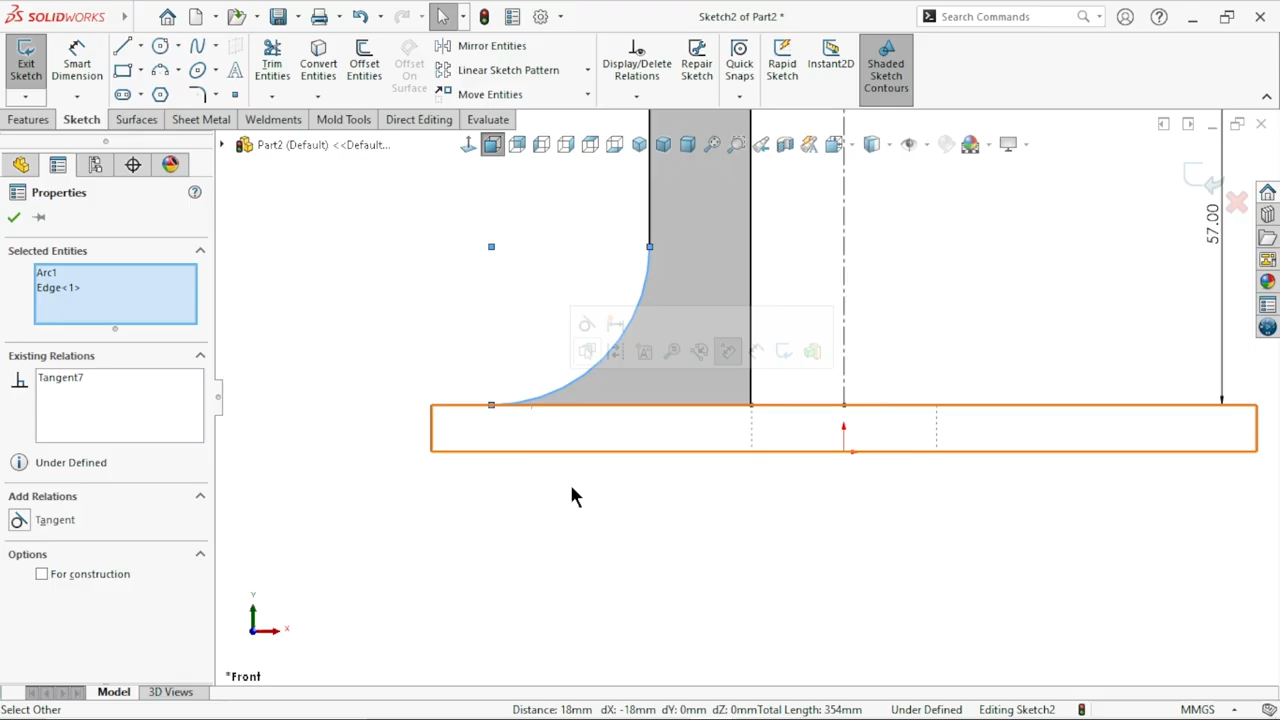 SOLIDWORKS
Sketch2 of Part2 *
Search Commands
Exit Sketch
Smart Dimension
Trim Entities
Convert Entities
Offset Entities
Offset On Surface
Mirror Entities
Linear Sketch Pattern
Move Entities
Display/Delete Relations
Repair Sketch
Quick Snaps
Rapid Sketch
Instant2D
Shaded Sketch Contours
Features
Sketch
Surfaces
Sheet Metal
Weldments
Mold Tools
Direct Editing
Evaluate
Part2 (Default) <<Default...
Properties
Selected Entities
Arc1
Edge<1>
Existing Relations
Tangent7
Under Defined
Add Relations
Tangent
Options
For construction
57.00
Y
X
*Front
Model
3D Views
Select Other
Distance: 18mm dX: -18mm dY: 0mm dZ: 0mmTotal Length: 354mm
Under Defined
Editing Sketch2
MMGS